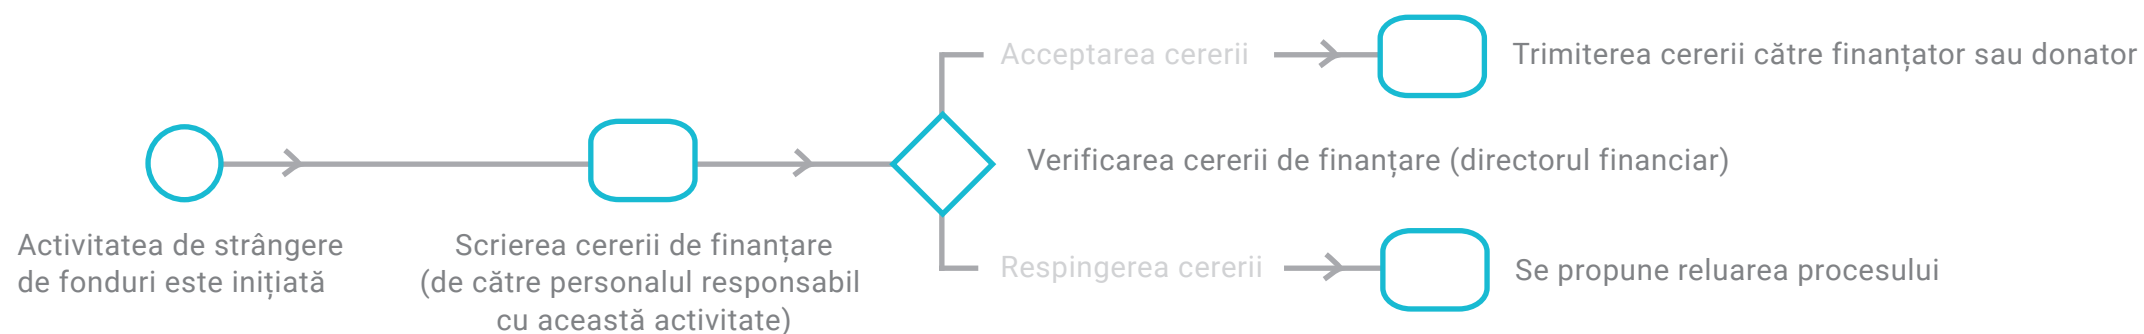 Acceptarea cererii
Trimiterea cererii către finanțator sau donator
Verificarea cererii de finanțare (directorul financiar)
Activitatea de strângere
de fonduri este inițiată
Scrierea cererii de finanțare
(de către personalul responsabil
cu această activitate)
Respingerea cererii
Se propune reluarea procesului